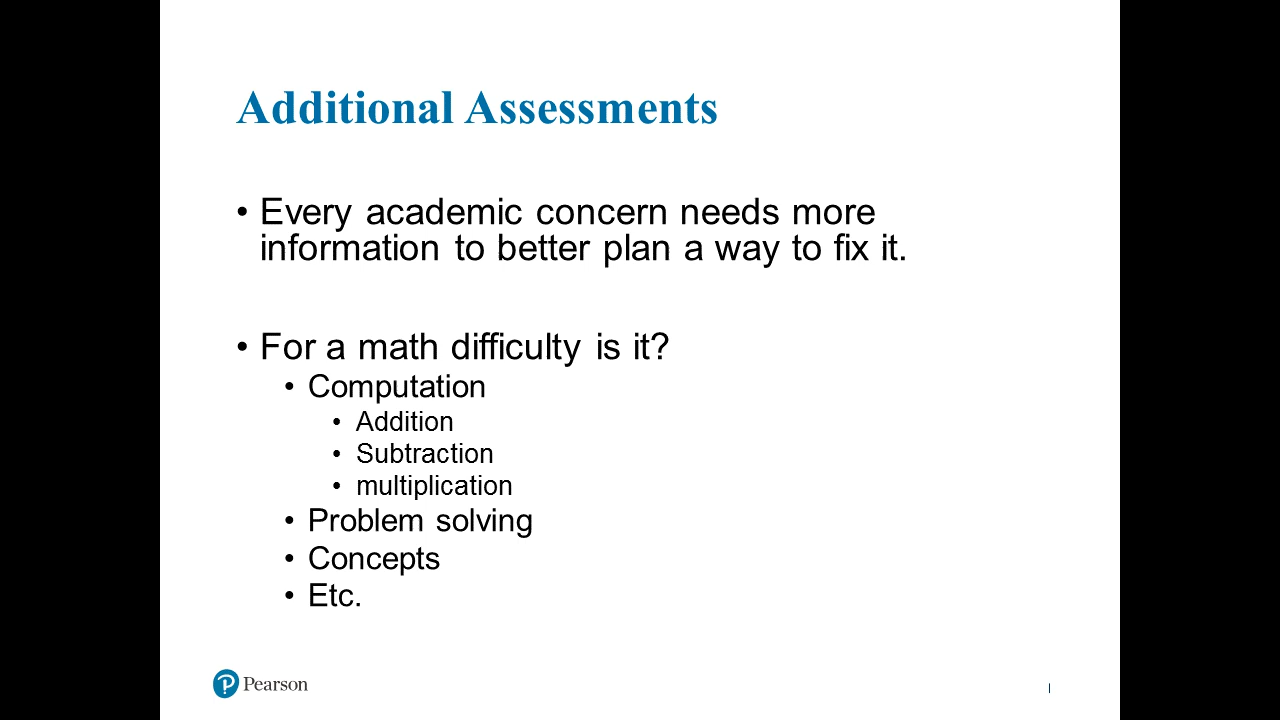 Additional Assessments
• Every academic concern needs more
information to better plan a way to fix it.
• For a math difficulty is it?
• Computation
• Addition
• Subtraction
• multiplication
• Problem solving
• Concepts
• Etc.
Pearson